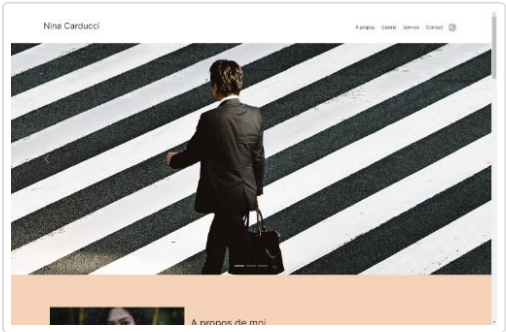 Nina Carducci
A propos Galerie Service Contact
A propos de moi